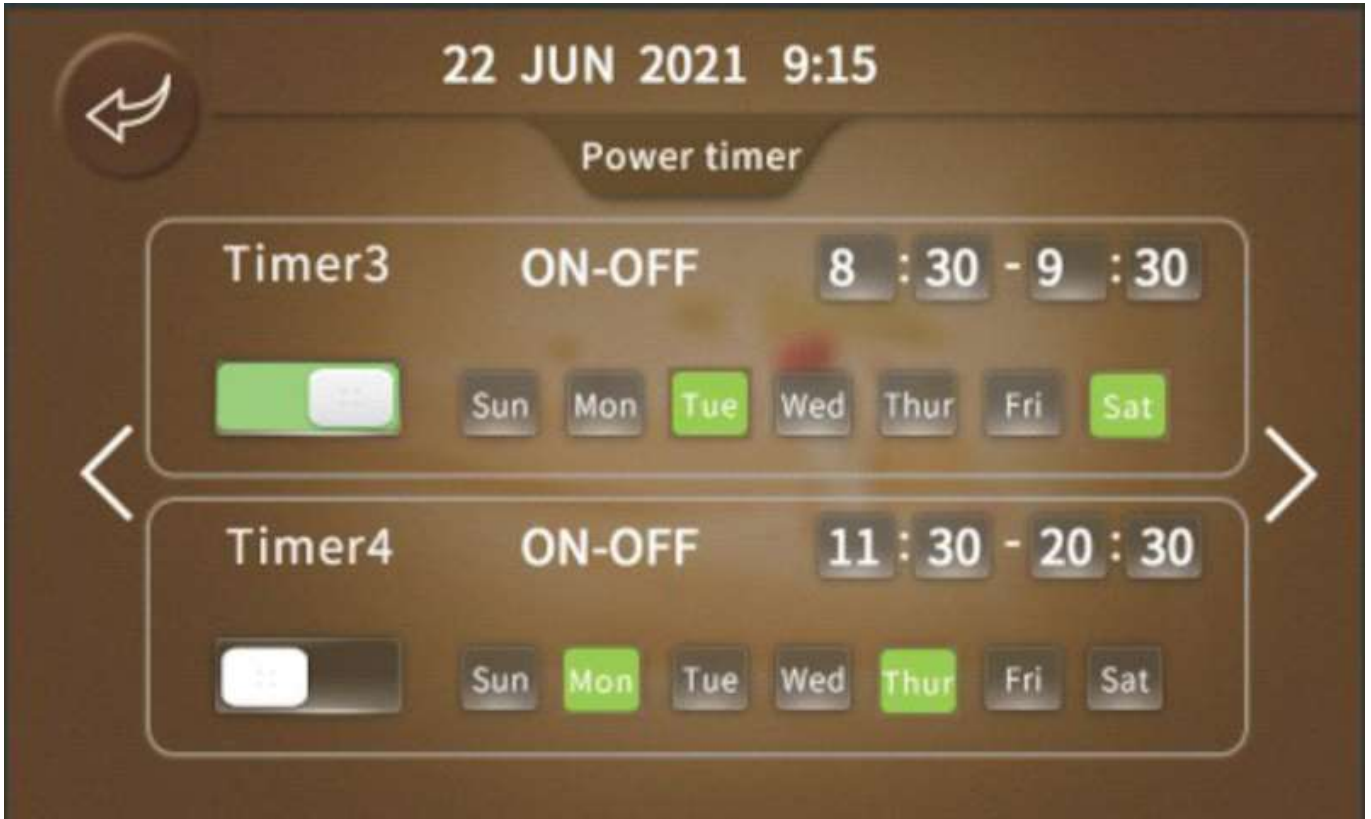 22 JUN 2021 9:15
Power timer
Timer3 ON-OFF 8 : 30 - 9 : 30
Sun Mon Tue Wed Thur Fri Sat
Timer4 ON-OFF 11 : 30 - 20 : 30
Sun Mon Tue Wed Thur Fri Sat